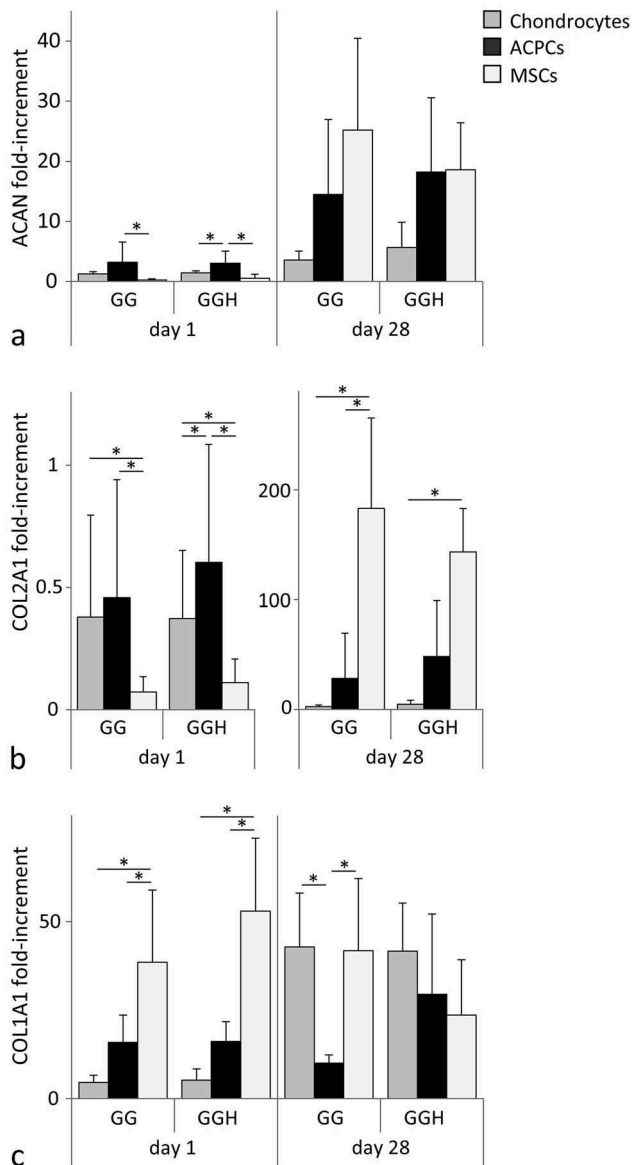 Chondrocytes
ACPCs
MSCs
ACAN fold-increment
40
30
20
10
0
*
* *
GG GGH GG GGH
day 1 day 28
a
COL2A1 fold-increment
1
0.5
0
*
*
*
* *
GG GGH
day 1
200
100
0
*
*
*
GG GGH
day 28
b
COL1A1 fold-increment
50
0
*
*
*
*
* *
GG GGH GG GGH
day 1 day 28
c